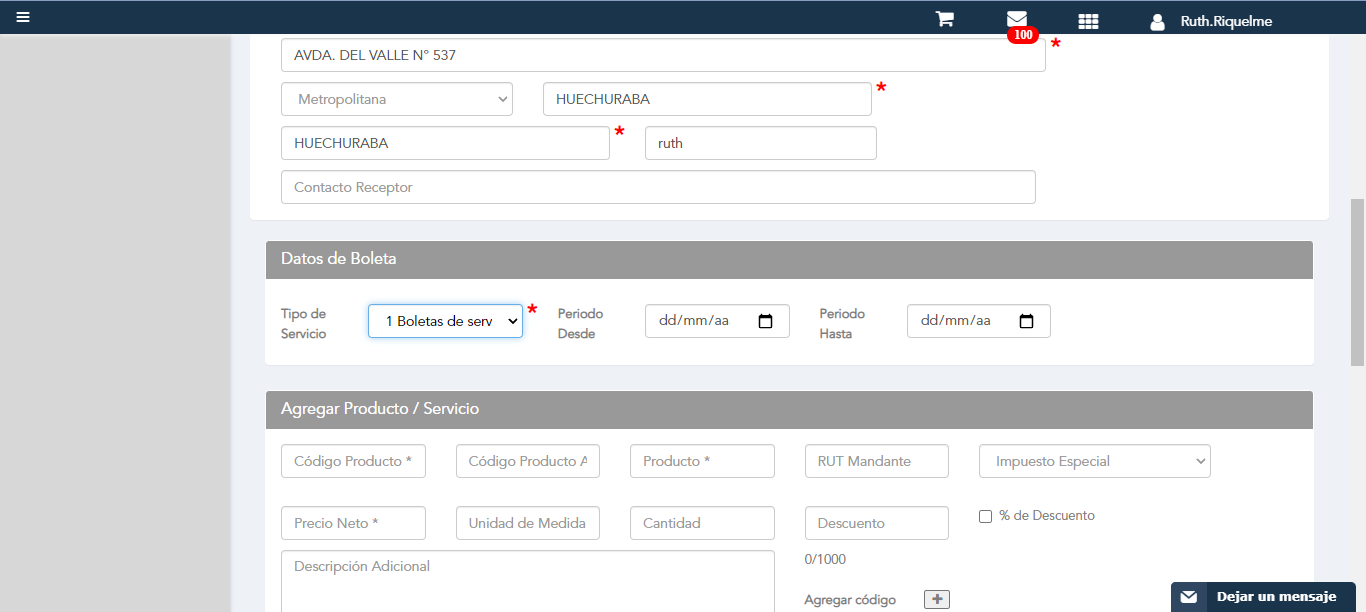 Ruth.Riquelme
100
AVDA. DEL VALLE N° 537 *
Metropolitana HUECHURABA *
HUECHURABA * ruth
Contacto Receptor
Datos de Boleta
Tipo de Servicio 1 Boletas de serv * Periodo Desde dd/mm/aa Periodo Hasta dd/mm/aa
Agregar Producto / Servicio
Código Producto * Código Producto A Producto * RUT Mandante Impuesto Especial
Precio Neto * Unidad de Medida Cantidad Descuento % de Descuento
Descripción Adicional 0/1000
Agregar código +
Dejar un mensaje